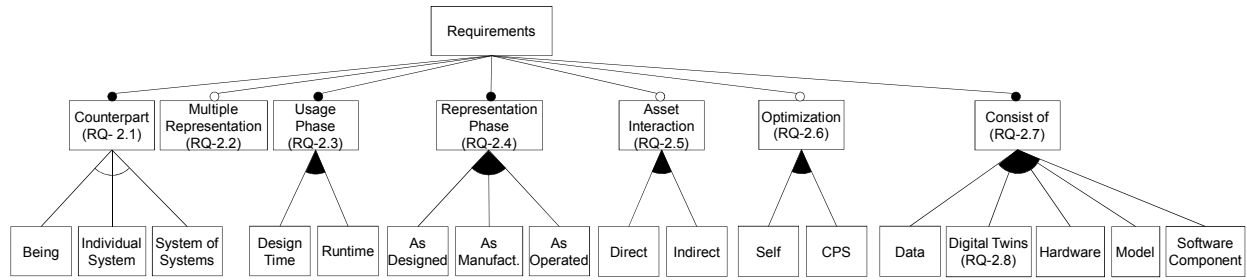 Requirements
Counterpart
(RQ- 2.1)
Multiple
Representation
(RQ-2.2)
Usage
Phase
(RQ-2.3)
Representation
Phase
(RQ-2.4)
Asset
Interaction
(RQ-2.5)
Optimization
(RQ-2.6)
Consist of
(RQ-2.7)
Being
Individual
System
System of
Systems
Design
Time
Runtime
As
Designed
As
Manufact.
As
Operated
Direct
Indirect
Self
CPS
Data
Digital Twins
(RQ-2.8)
Hardware
Model
Software
Component